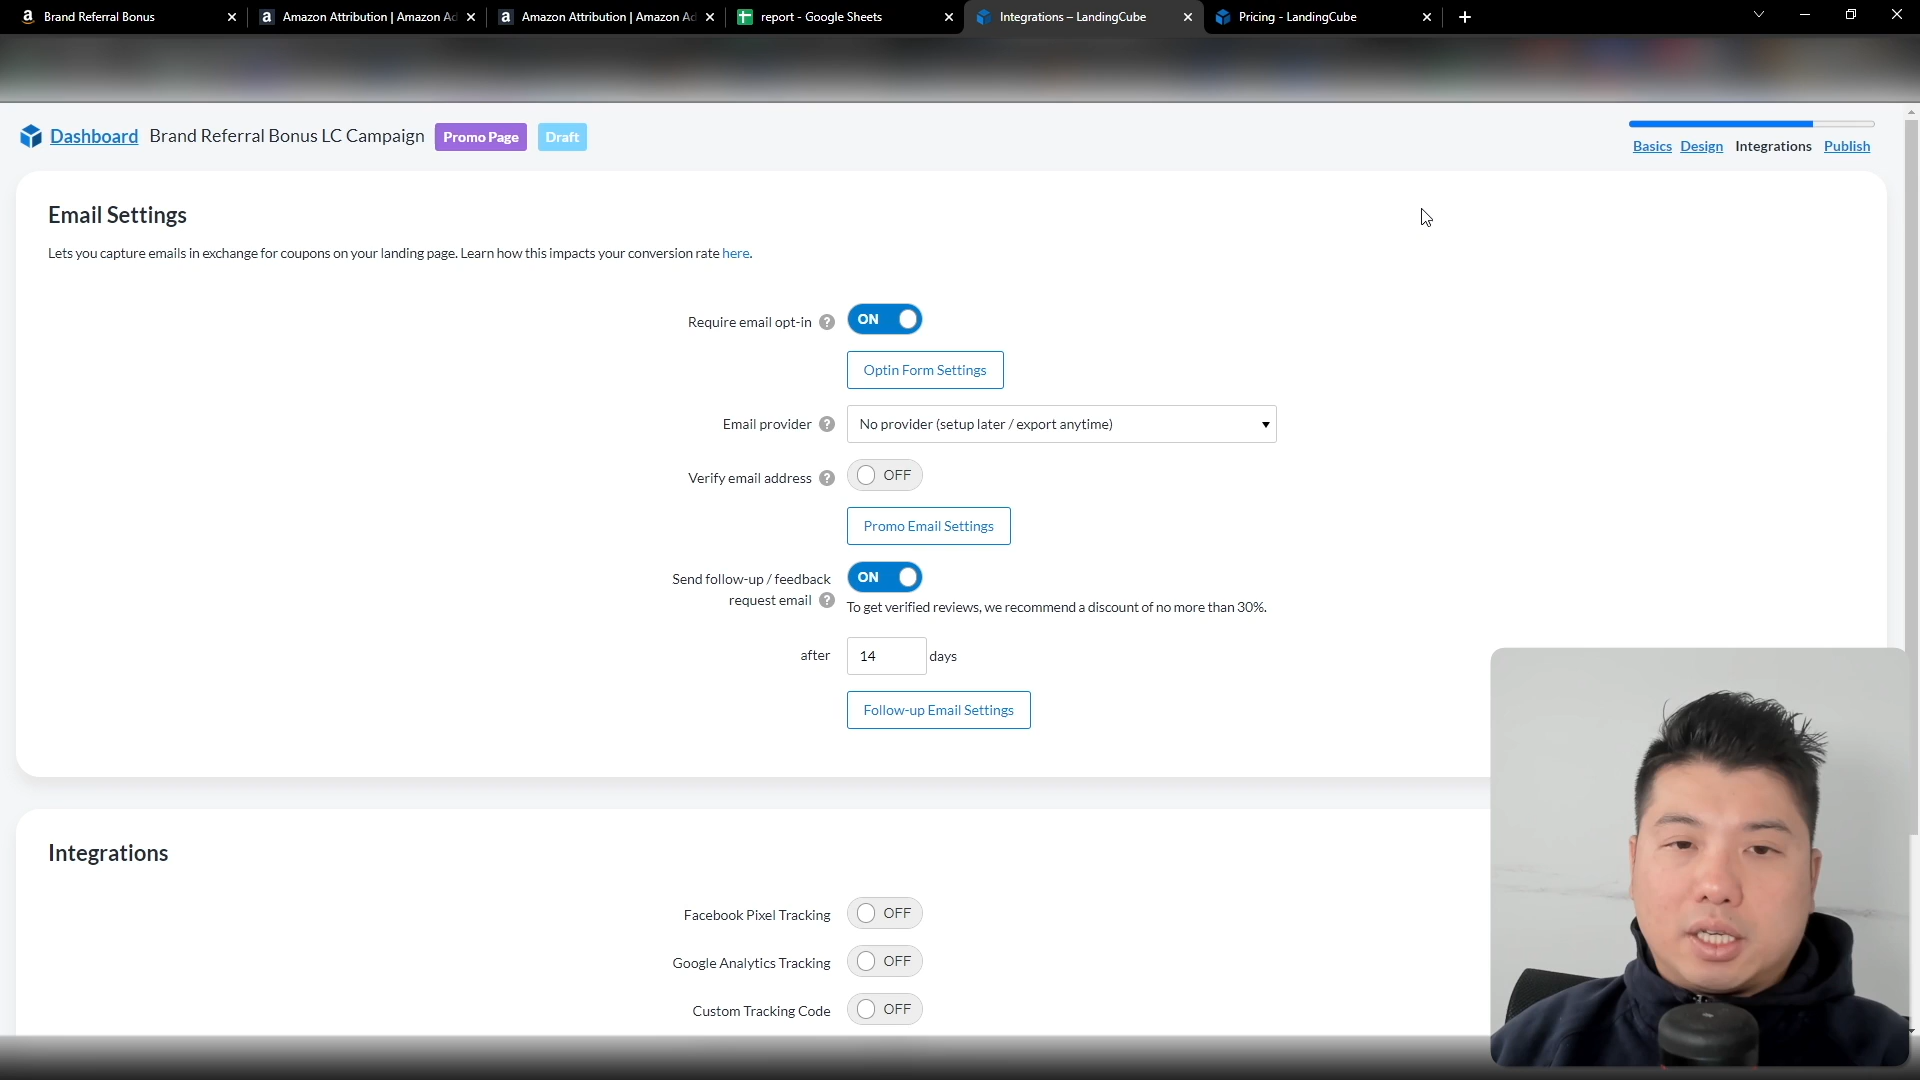 Brand Referral Bonus
Amazon Attribution | Amazon Ad
Amazon Attribution | Amazon Ad
report - Google Sheets
Integrations – LandingCube
Pricing - LandingCube
Dashboard Brand Referral Bonus LC Campaign Promo Page Draft
Basics Design Integrations Publish
Email Settings
Lets you capture emails in exchange for coupons on your landing page. Learn how this impacts your conversion rate here.
Require email opt-in ? ON
Optin Form Settings
Email provider ? No provider (setup later / export anytime)
Verify email address ? OFF
Promo Email Settings
Send follow-up / feedback
request email ? ON
To get verified reviews, we recommend a discount of no more than 30%.
after 14 days
Follow-up Email Settings
Integrations
Facebook Pixel Tracking OFF
Google Analytics Tracking OFF
Custom Tracking Code OFF